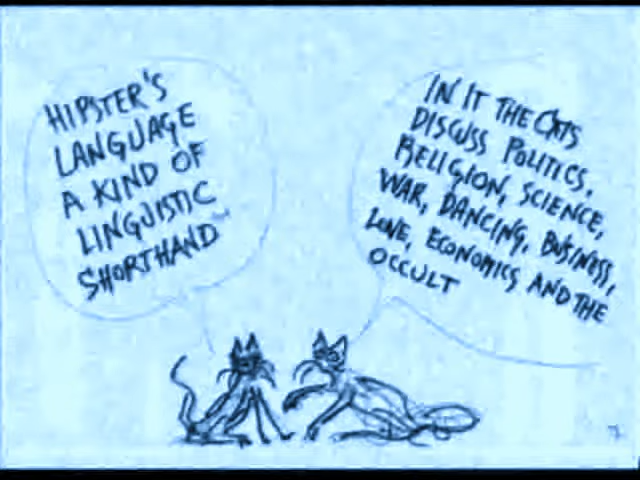 HIPSTER'S
LANGUAGE
A KIND OF
LINGUISTIC
SHORTHAND
IN IT THE CATS
DISCUSS POLITICS,
RELIGION, SCIENCE,
WAR, DANCING, BUSINESS,
LOVE, ECONOMICS AND THE
OCCULT